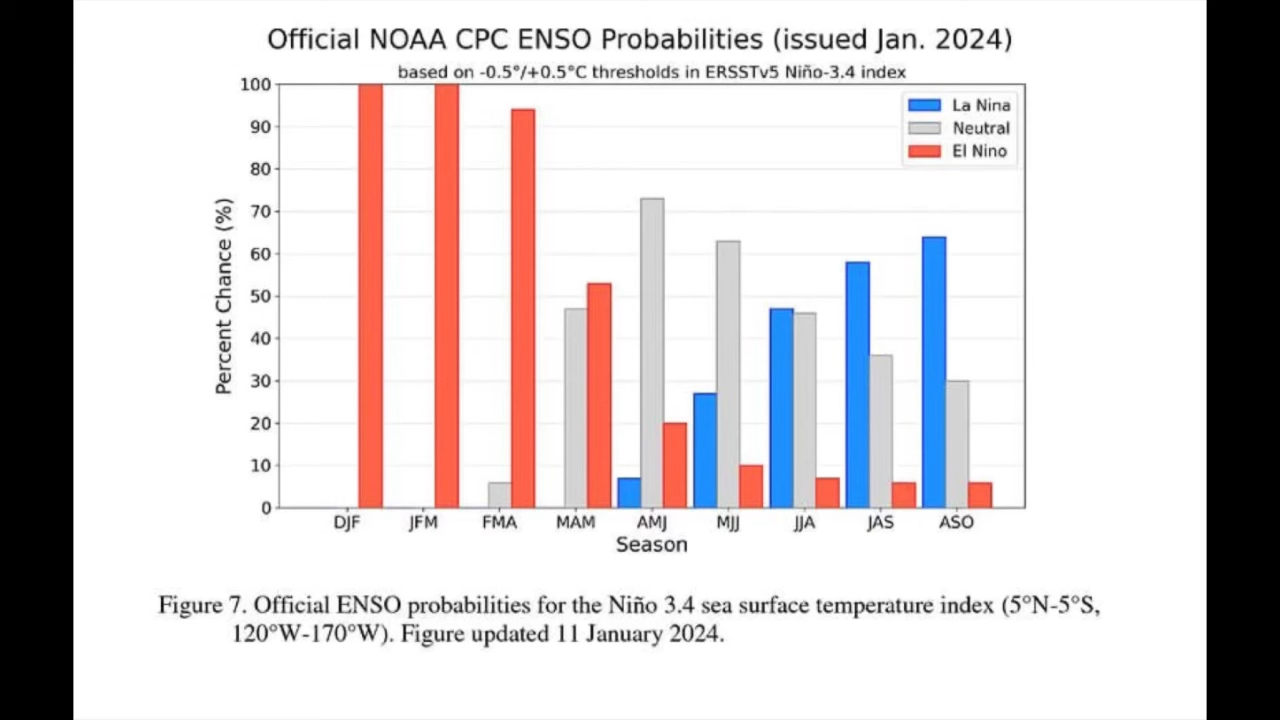 Official NOAA CPC ENSO Probabilities (issued Jan. 2024)
based on -0.5°/+0.5°C thresholds in ERSSTv5 Niño-3.4 index
100
90
80
70
60
50
40
30
20
10
0
Percent Chance (%)
La Nina
Neutral
El Nino
DJF JFM FMA MAM AMJ MJJ JJA JAS ASO
Season
Figure 7. Official ENSO probabilities for the Niño 3.4 sea surface temperature index (5°N-5°S,
120°W-170°W). Figure updated 11 January 2024.